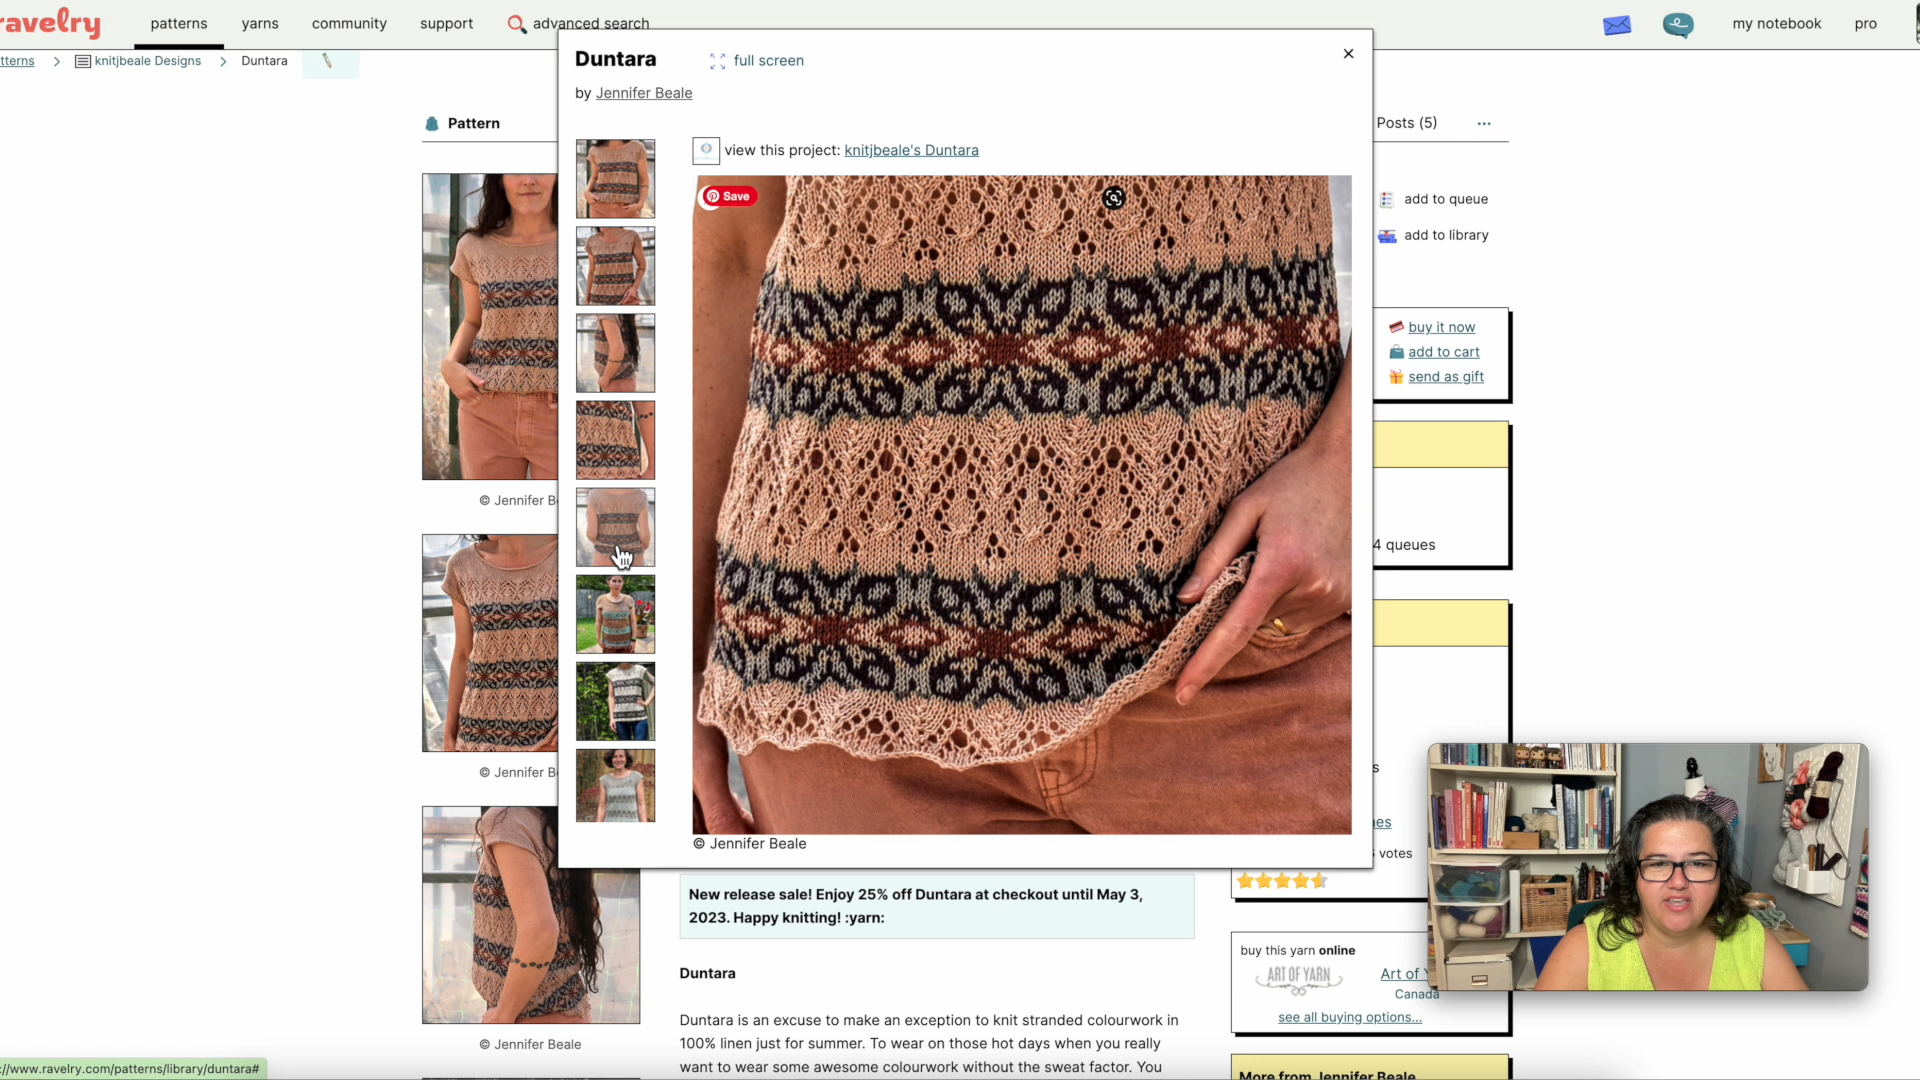 ravelry
patterns
yarns
community
support
advanced search
my notebook
pro
tterns
knitjbeale Designs
Duntara
Duntara
full screen
by Jennifer Beale
Pattern
Posts (5)
view this project: knitjbeale's Duntara
Save
add to queue
add to library
buy it now
add to cart
send as gift
© Jennifer B
4 queues
© Jennifer B
© Jennifer Beale
votes
New release sale! Enjoy 25% off Duntara at checkout until May 3,
2023. Happy knitting! :yarn:
buy this yarn online
ART OF YARN
Art of
Canada
see all buying options...
Duntara
Duntara is an excuse to make an exception to knit stranded colourwork in
100% linen just for summer. To wear on those hot days when you really
want to wear some awesome colourwork without the sweat factor. You
© Jennifer Beale
More from Jennifer Beale
://www.ravelry.com/patterns/library/duntara#